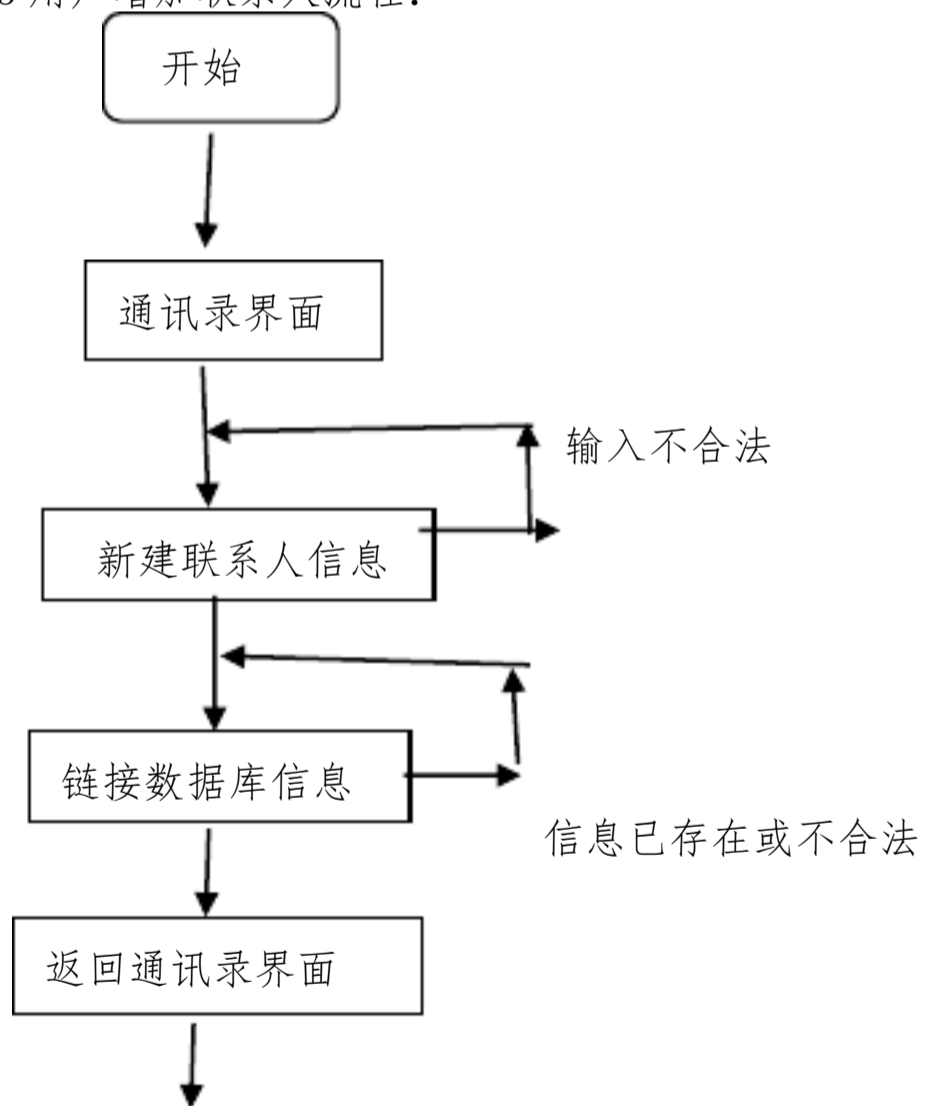 开始
通讯录界面
输入不合法
新建联系人信息
链接数据库信息
信息已存在或不合法
返回通讯录界面